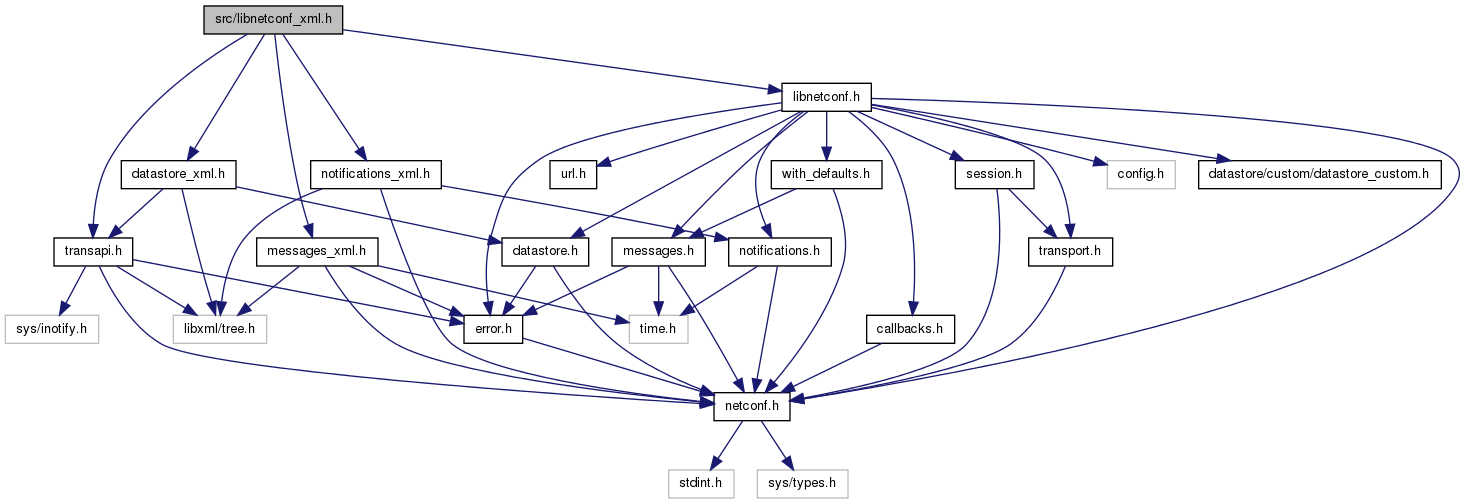 src/libnetconf_xml.h
libnetconf.h
datastore_xml.h
notifications_xml.h
url.h
with_defaults.h
session.h
config.h
datastore/custom/datastore_custom.h
transapi.h
messages_xml.h
datastore.h
messages.h
notifications.h
transport.h
sys/inotify.h
libxml/tree.h
error.h
time.h
callbacks.h
netconf.h
stdint.h
sys/types.h